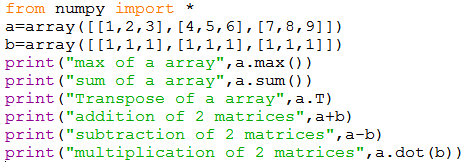 from numpy import *
a=array([[1,2,3],[4,5,6],[7,8,9]])
b=array([[1,1,1],[1,1,1],[1,1,1]])
print("max of a array",a.max())
print("sum of a array",a.sum())
print("Transpose of a array",a.T)
print("addition of 2 matrices",a+b)
print("subtraction of 2 matrices",a-b)
print("multiplication of 2 matrices",a.dot(b))